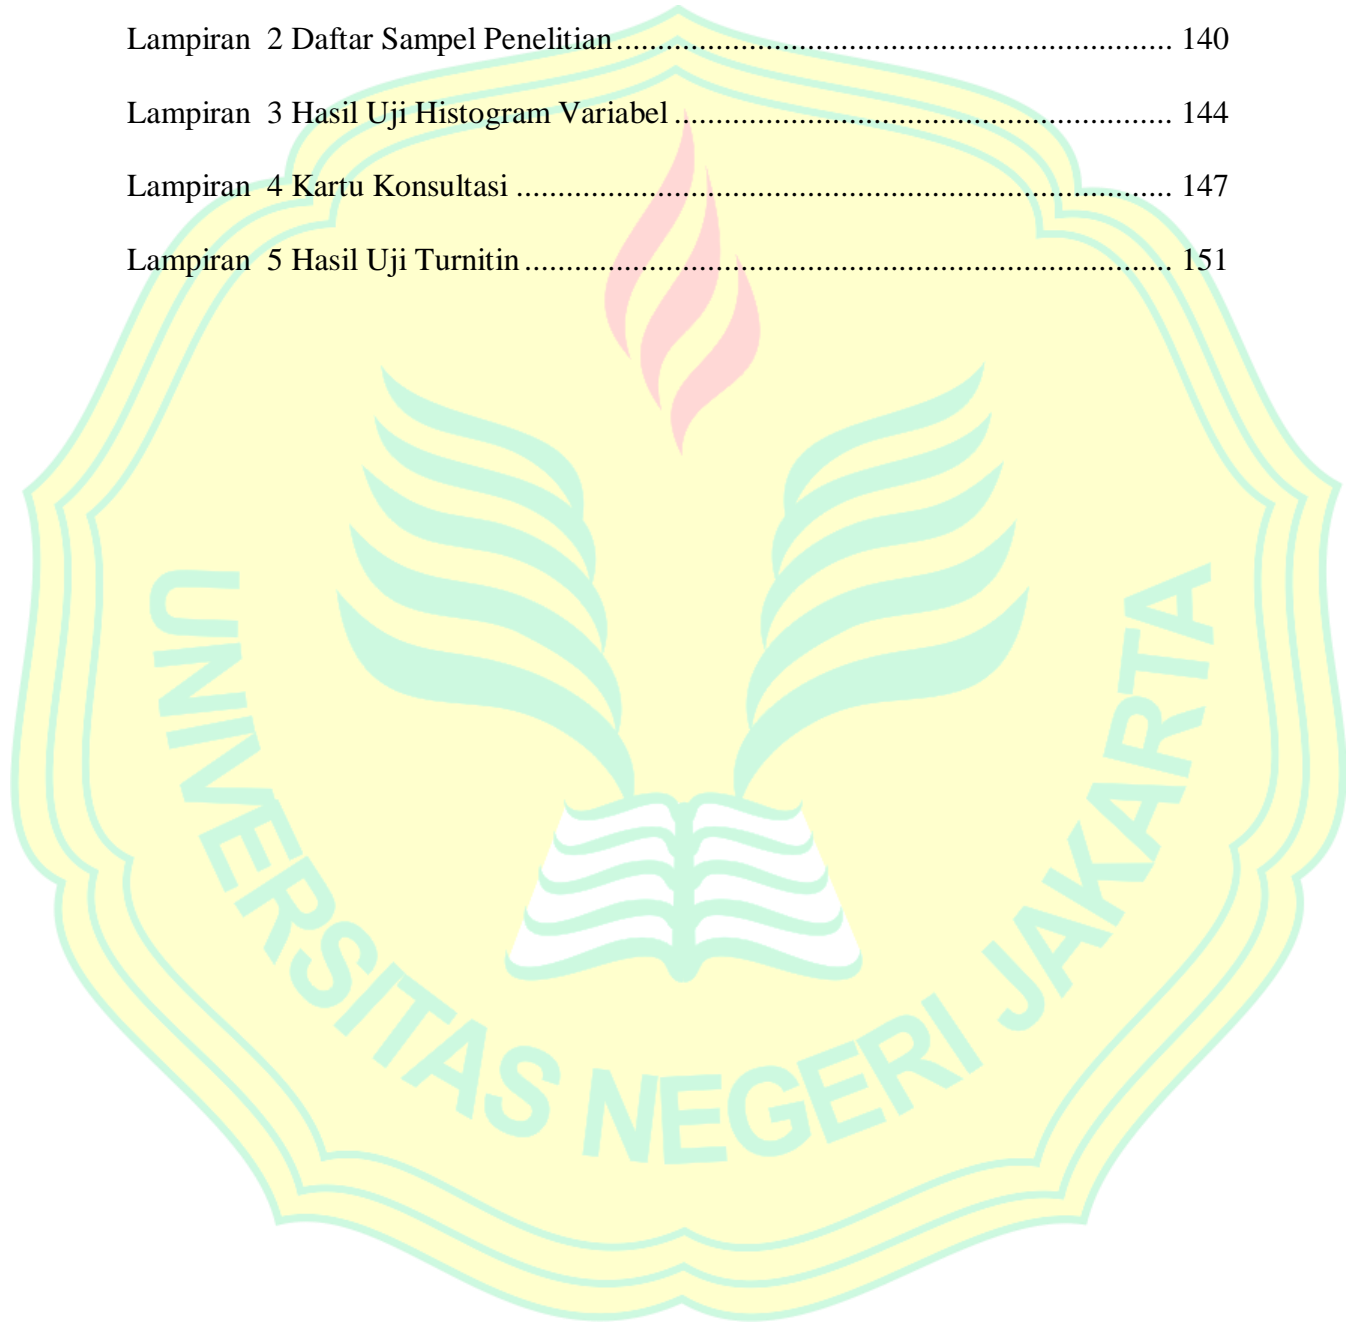 Lampiran  2 Daftar Sampel Penelitian................................................................... 140
Lampiran  3 Hasil Uji Histogram Variabel ............................................................ 144
Lampiran  4 Kartu Konsultasi ............................................................................... 147
Lampiran  5 Hasil Uji Turnitin.............................................................................. 151
UNIVERSITAS NEGERI JAKARTA